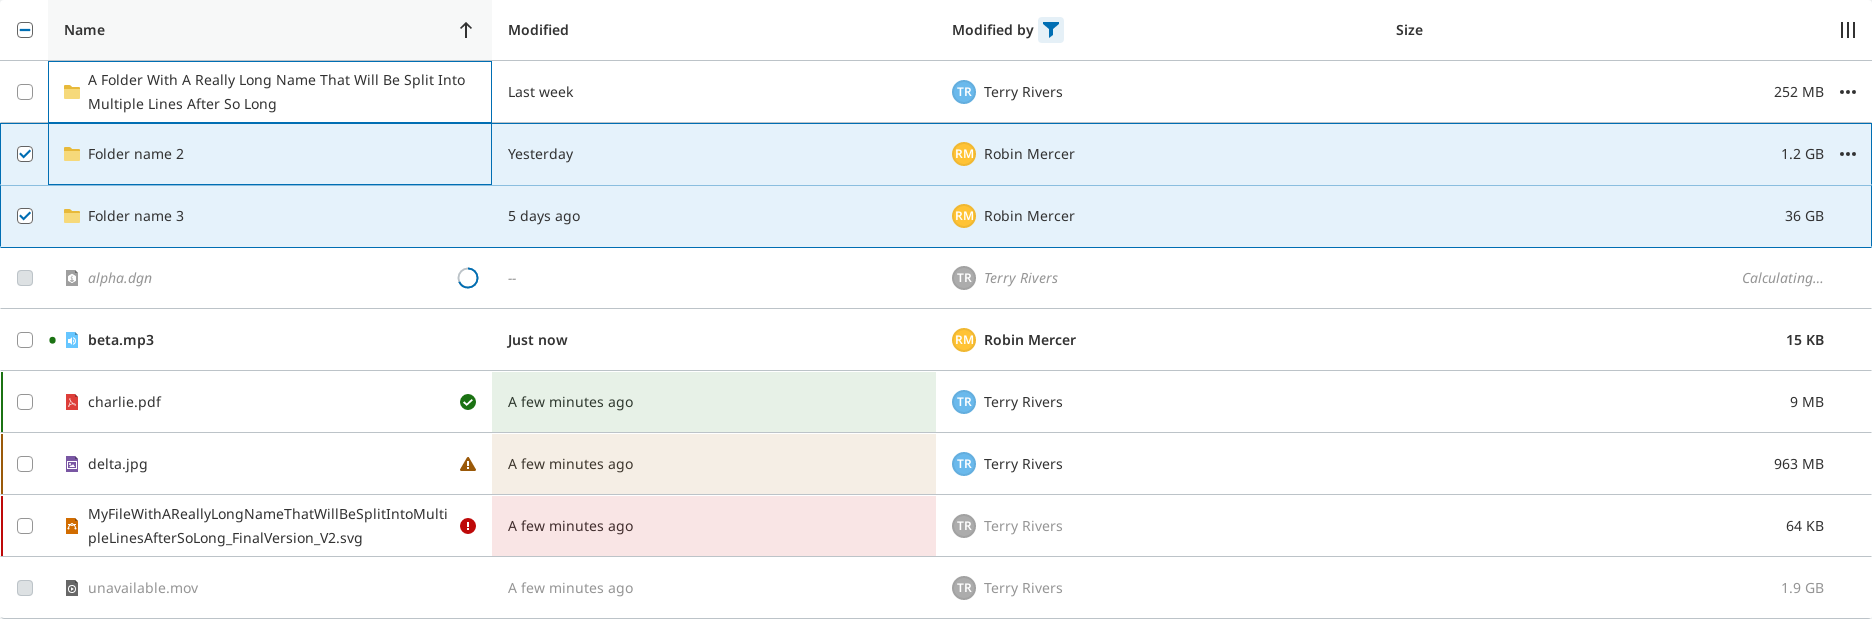 Name Modified Modified by Size
A Folder With A Really Long Name That Will Be Split Into
Multiple Lines After So Long
Last week TR Terry Rivers 252 MB
Folder name 2 Yesterday RM Robin Mercer 1.2 GB
Folder name 3 5 days ago RM Robin Mercer 36 GB
alpha.dgn -- TR Terry Rivers Calculating...
beta.mp3 Just now RM Robin Mercer 15 KB
charlie.pdf A few minutes ago TR Terry Rivers 9 MB
delta.jpg A few minutes ago TR Terry Rivers 963 MB
MyFileWithAReallyLongNameThatWillBeSplitIntoMulti
pleLinesAfterSoLong_FinalVersion_V2.svg
A few minutes ago TR Terry Rivers 64 KB
unavailable.mov A few minutes ago TR Terry Rivers 1.9 GB